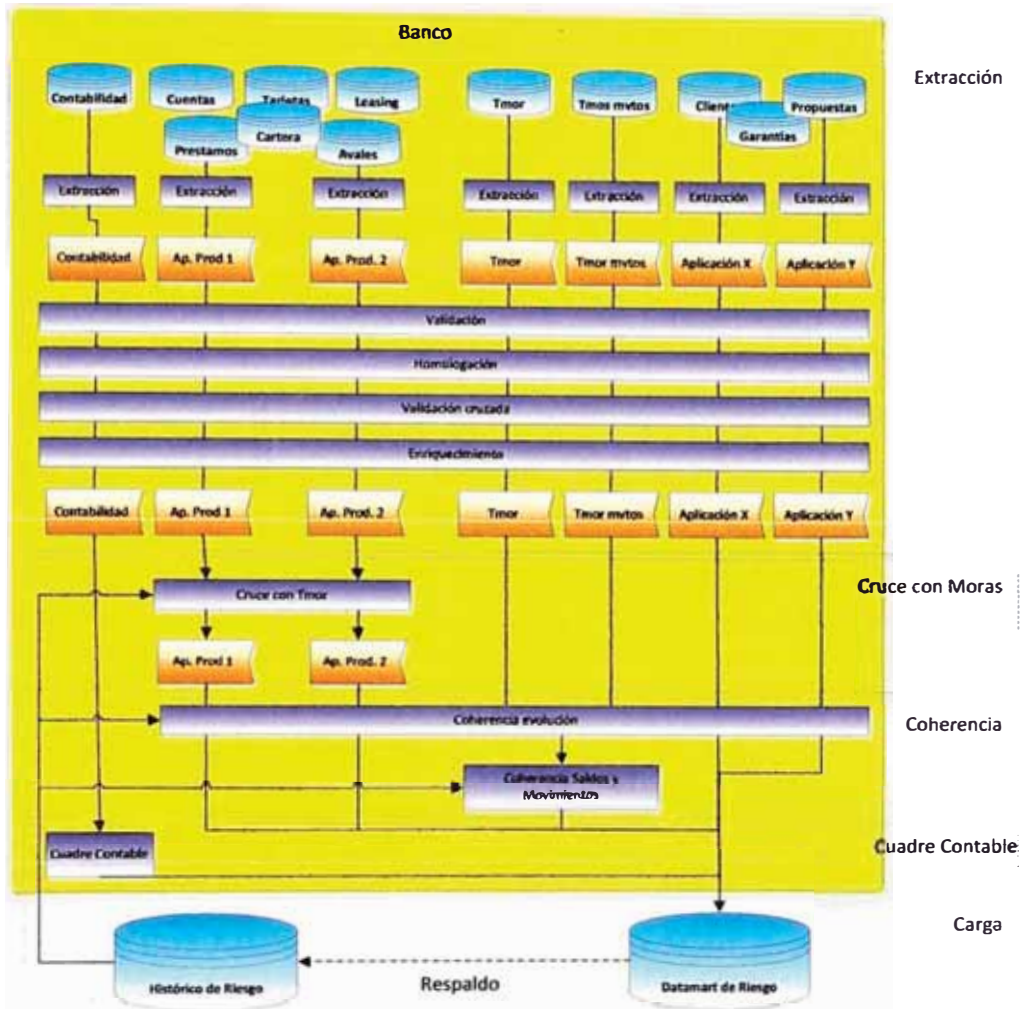 Banco
Extracción
Contabilidad
Cuentas
Tarjetas
Leasing
Tmor
Tmos mvtos
Cliente
Propuestas
Prestamos
Cartera
Avales
Garantías
Extracción
Extracción
Extracción
Extracción
Extracción
Extracción
Extracción
Contabilidad
Ap. Prod 1
Ap. Prod. 2
Tmor
Tmor mvtos
Aplicación X
Aplicación Y
Validación
Homologación
Validación cruzada
Enriquecimiento
Contabilidad
Ap. Prod 1
Ap. Prod. 2
Tmor
Tmor mvtos
Aplicación X
Aplicación Y
Cruce con Tmor
Cruce con Moras
Ap. Prod 1
Ap. Prod. 2
Coherencia evolución
Coherencia
Coherencia Saldos y
Movimientos
Cuadre Contable
Cuadre Contable
Carga
Histórico de Riesgo
Respaldo
Datamart de Riesgo